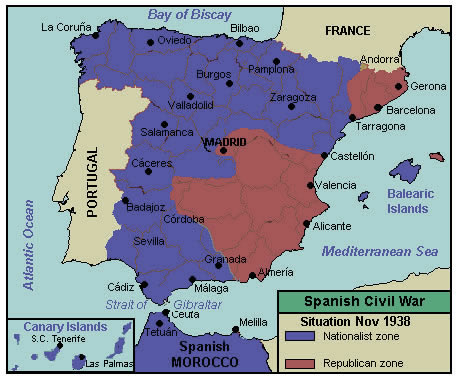 Bay of Biscay
FRANCE
La Coruña
Oviedo
Bilbao
Andorra
Pamplona
Burgos
Gerona
Zaragoza
Valladolid
Barcelona
Tarragona
Salamanca
MADRID
Castellón
Cáceres
PORTUGAL
Valencia
Balearic
Islands
Badajoz
Córdoba
Alicante
Atlantic Ocean
Sevilla
Mediterranean Sea
Granada
Almería
Cádiz
Málaga
Strait of Gibraltar
Ceuta
Tetuán
Melilla
Spanish
MOROCCO
Canary Islands
S.C. Tenerife
Las Palmas
Spanish Civil War
Situation Nov 1938
Nationalist zone
Republican zone